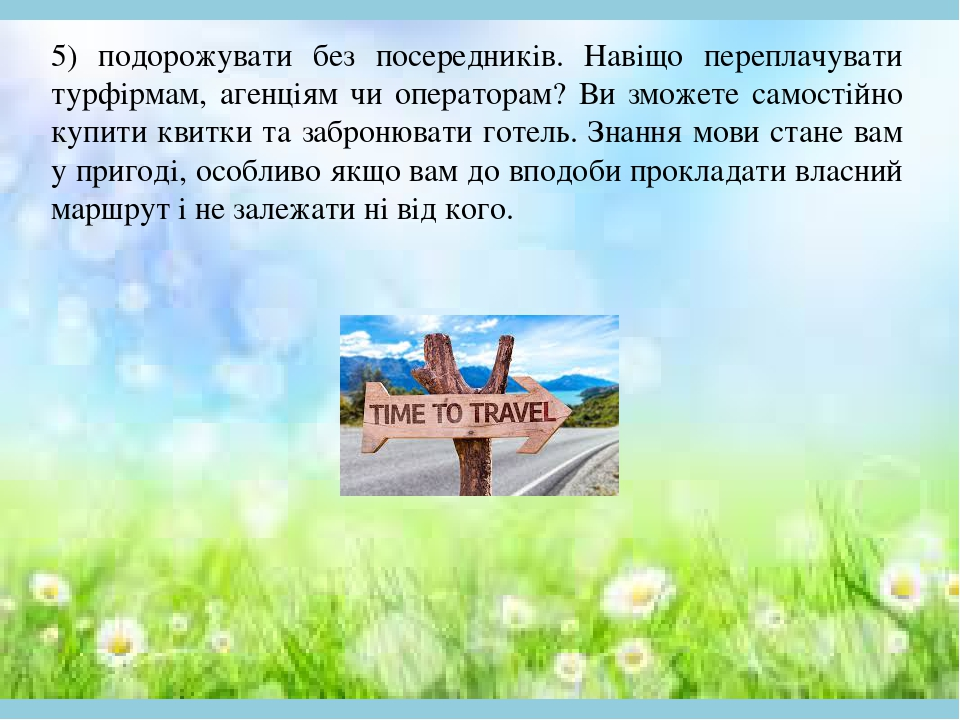 5) подорожувати без посередників. Навіщо переплачувати
турфірмам, агенціям чи операторам? Ви зможете самостійно
купити квитки та забронювати готель. Знання мови стане вам
у пригоді, особливо якщо вам до вподоби прокладати власний
маршрут і не залежати ні від кого.
TIME TO TRAVEL